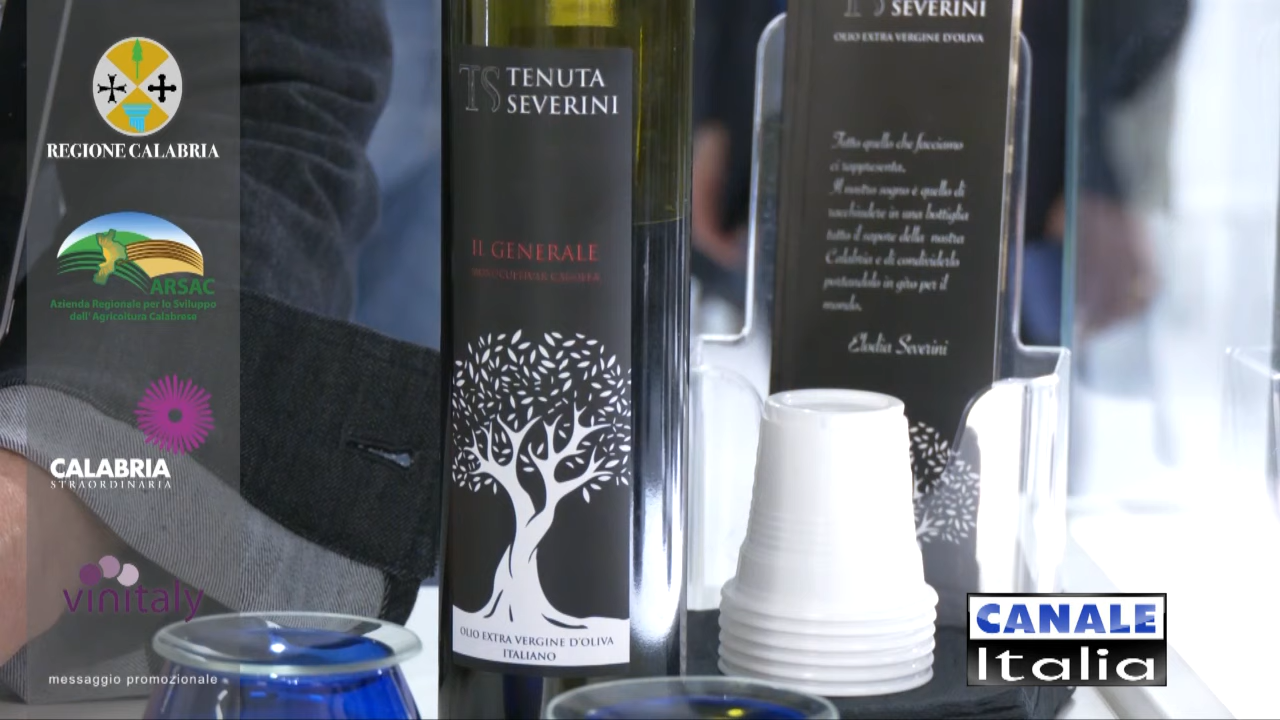 REGIONE CALABRIA
ARSAC
Azienda Regionale per lo Sviluppo
dell'Agricoltura Calabrese
CALABRIA
STRAORDINARIA
vinitaly
messaggio promozionale
TS TENUTA
SEVERINI
IL GENERALE
OLIO EXTRA VERGINE D'OLIVA
ITALIANO
TS SEVERINI
OLIO EXTRA VERGINE D'OLIVA
Tutto quello che facciamo
ci rappresenta.
Il nostro sogno è quello di
racchiudere in una bottiglia
tutto il sapore della nostra
Calabria e di condividerlo
portandolo in giro per il
mondo.
Elodia Severini
CANALE
Italia